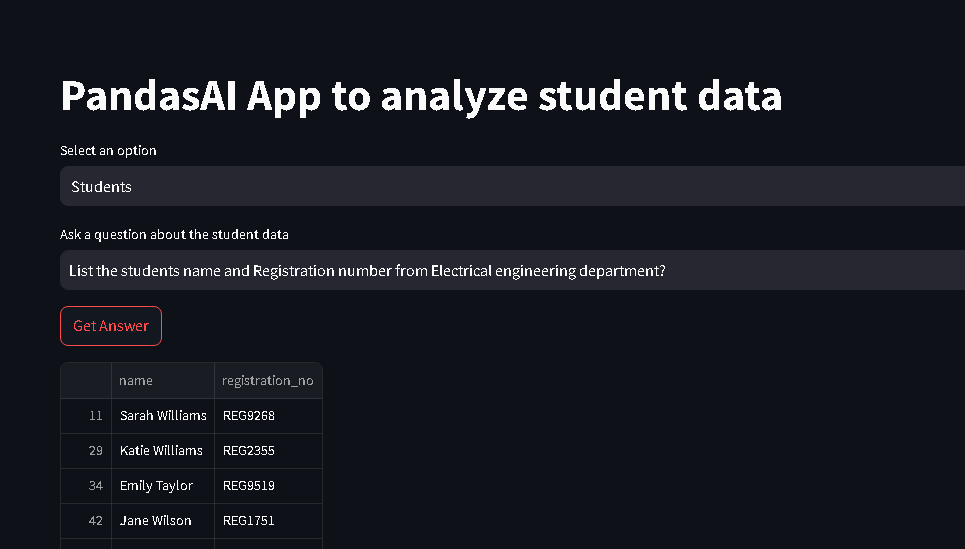 PandasAI App to analyze student data
Select an option
Students
Ask a question about the student data
List the students name and Registration number from Electrical engineering department?
Get Answer
name registration_no
11 Sarah Williams REG9268
29 Katie Williams REG2355
34 Emily Taylor REG9519
42 Jane Wilson REG1751